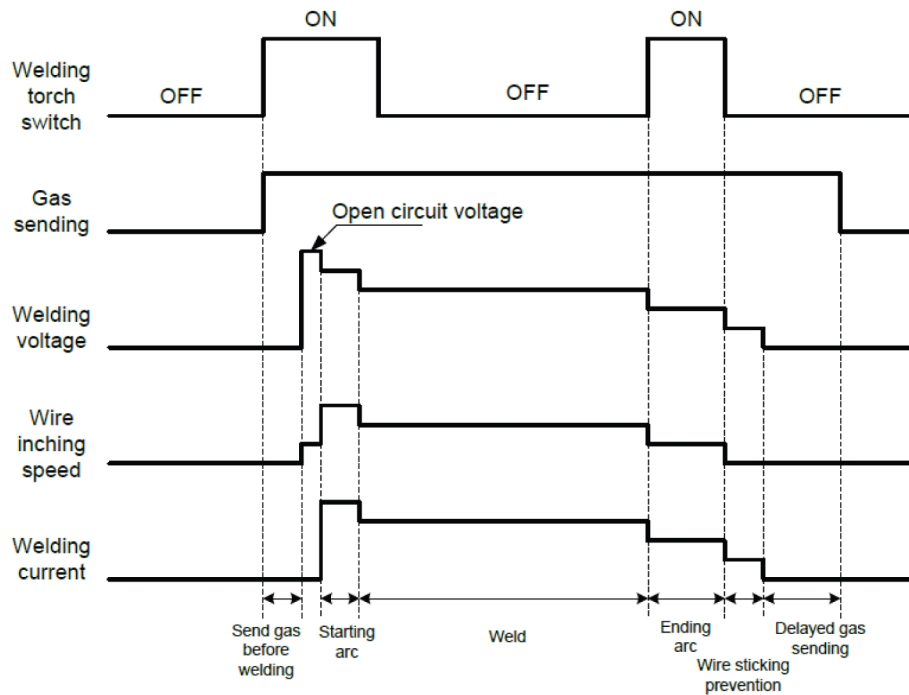 ON
ON
Welding
torch
switch
OFF
OFF
OFF
Gas
sending
Open circuit voltage
Welding
voltage
Wire
inching
speed
Welding
current
Send gas
before
welding
Starting
arc
Weld
Ending
arc
Wire sticking
prevention
Delayed gas
sending